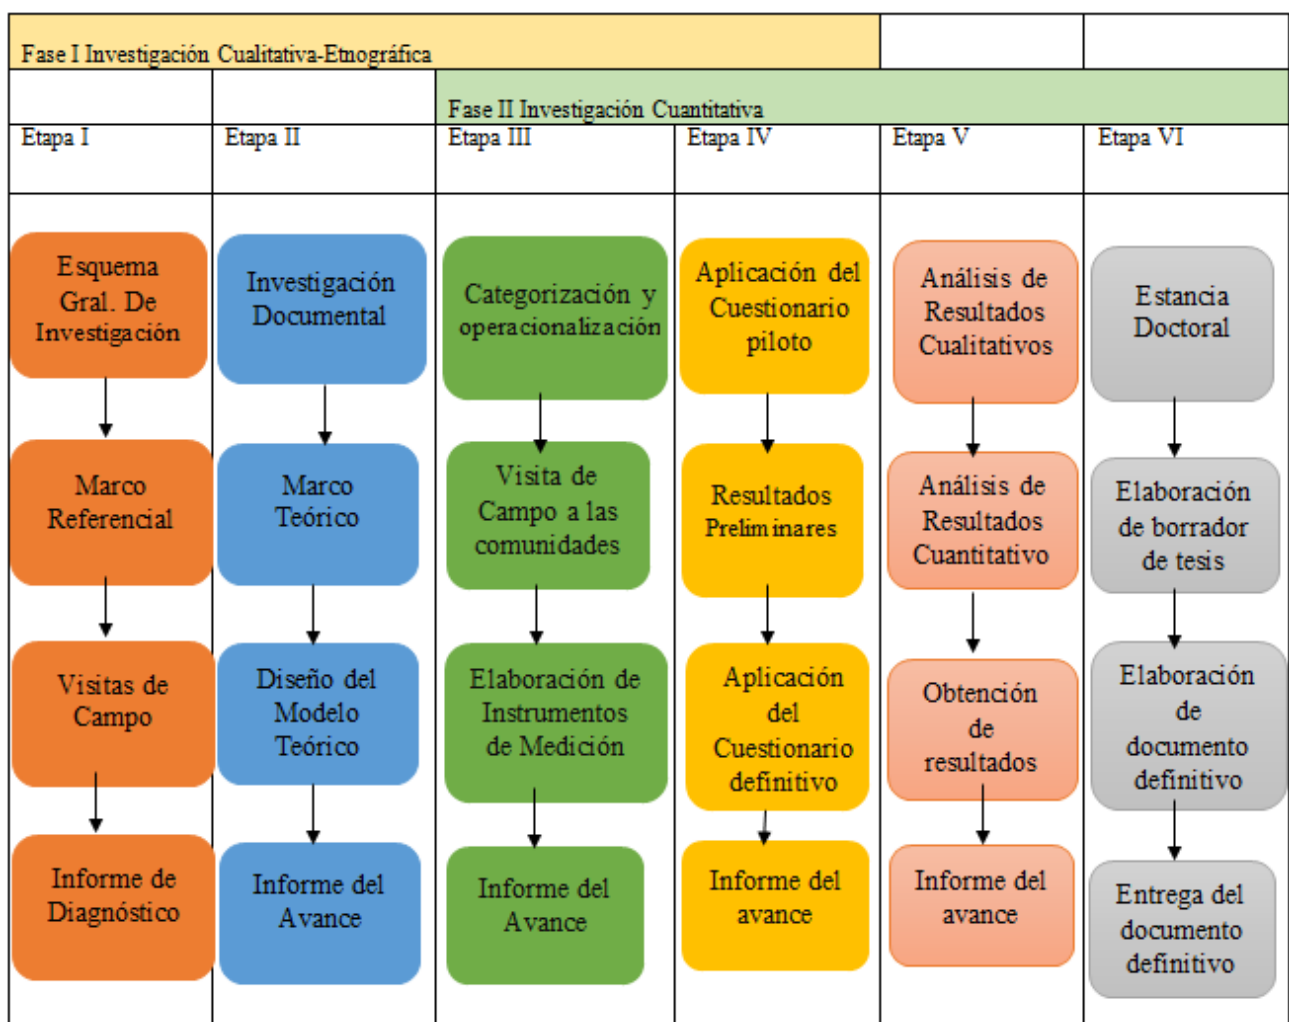 Fase I Investigación Cualitativa-Etnográfica
Fase II Investigación Cuantitativa
Etapa I
Etapa II
Etapa III
Etapa IV
Etapa V
Etapa VI
Esquema
Gral. De
Investigación
Marco
Referencial
Visitas de
Campo
Informe de
Diagnóstico
Investigación
Documental
Marco
Teórico
Diseño del
Modelo
Teórico
Informe del
Avance
Categorización y
operacionalización
Visita de
Campo a las
comunidades
Elaboración de
Instrumentos
de Medición
Informe del
Avance
Aplicación del
Cuestionario
piloto
Resultados
Preliminares
Aplicación
del
Cuestionario
definitivo
Informe del
avance
Análisis de
Resultados
Cualitativos
Análisis de
Resultados
Cuantitativo
Obtención
de
resultados
Informe del
avance
Estancia
Doctoral
Elaboración
de borrador
de tesis
Elaboración
de
documento
definitivo
Entrega del
documento
definitivo